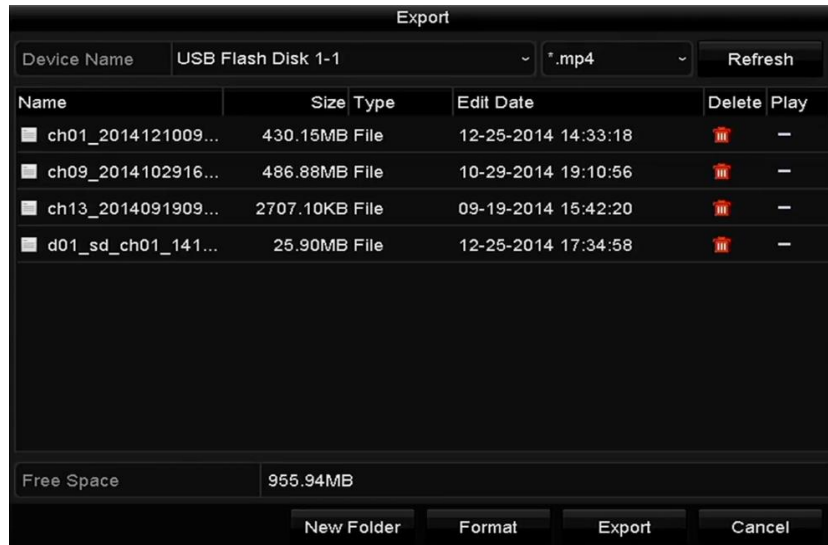 Export
Device Name USB Flash Disk 1-1 *.mp4 Refresh
Name Size Type Edit Date Delete Play
ch01_2014121009... 430.15MB File 12-25-2014 14:33:18
ch09_2014102916... 486.88MB File 10-29-2014 19:10:56
ch13_2014091909... 2707.10KB File 09-19-2014 15:42:20
d01_sd_ch01_141... 25.90MB File 12-25-2014 17:34:58
Free Space 955.94MB
New Folder Format Export Cancel